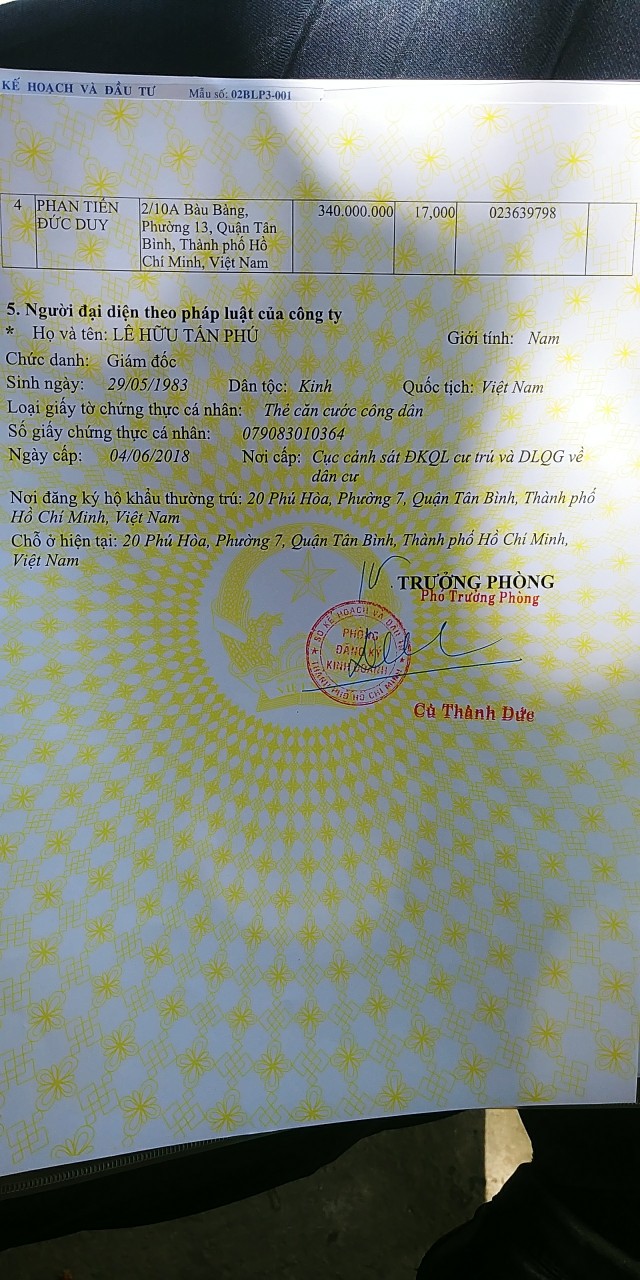 KẾ HOẠCH VÀ ĐẦU TƯ Mẫu số: 02BLP3-001
4 PHAN TIẾN 2/10A Bàu Bàng, 340.000.000 17,000 023639798
ĐỨC DUY Phường 13, Quận Tân
Bình, Thành phố Hồ
Chí Minh, Việt Nam
5. Người đại diện theo pháp luật của công ty
* Họ và tên: LÊ HỮU TẤN PHÚ Giới tính: Nam
Chức danh: Giám đốc
Sinh ngày: 29/05/1983 Dân tộc: Kinh Quốc tịch: Việt Nam
Loại giấy tờ chứng thực cá nhân: Thẻ căn cước công dân
Số giấy chứng thực cá nhân: 079083010364
Ngày cấp: 04/06/2018 Nơi cấp: Cục cảnh sát ĐKQL cư trú và DLQG về
dân cư
Nơi đăng ký hộ khẩu thường trú: 20 Phú Hòa, Phường 7, Quận Tân Bình, Thành phố
Hồ Chí Minh, Việt Nam
Chỗ ở hiện tại: 20 Phú Hòa, Phường 7, Quận Tân Bình, Thành phố Hồ Chí Minh,
Việt Nam
TRƯỞNG PHÒNG
Phó Trưởng Phòng
SỞ KẾ HOẠCH VÀ ĐẦU TƯ
PHÒNG
ĐĂNG KÝ
KINH DOANH
THÀNH PHỐ HỒ CHÍ MINH
Cù Thành Đức